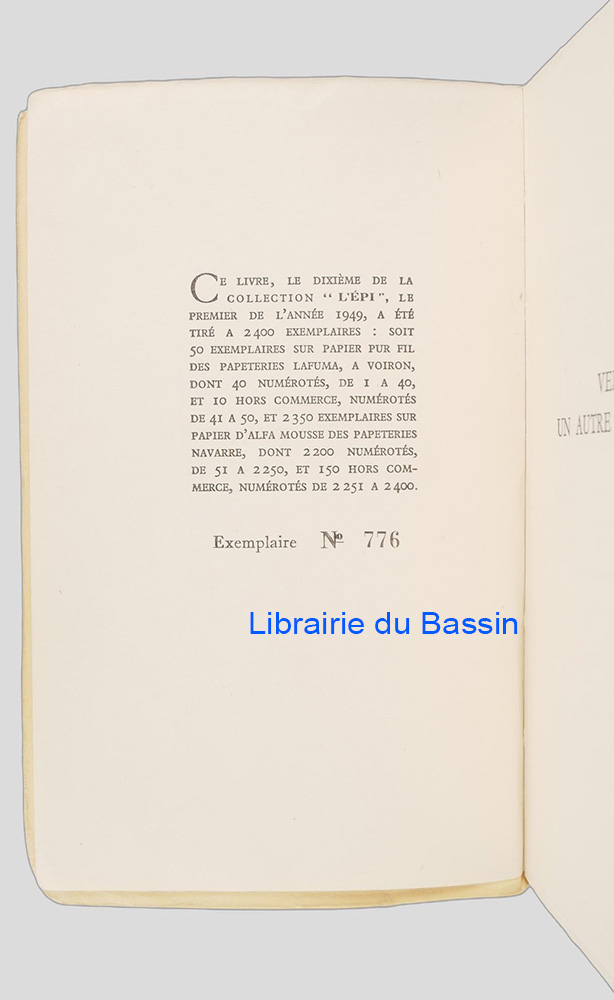 CE LIVRE, LE DIXIÈME DE LA
COLLECTION “ L'ÉPI ”, LE
PREMIER DE L'ANNÉE 1949, A ÉTÉ
TIRÉ A 2400 EXEMPLAIRES : SOIT
50 EXEMPLAIRES SUR PAPIER PUR FIL
DES PAPETERIES LAFUMA, A VOIRON,
DONT 40 NUMÉROTÉS, DE 1 A 40,
ET 10 HORS COMMERCE, NUMÉROTÉS
DE 41 A 50, ET 2350 EXEMPLAIRES SUR
PAPIER D'ALFA MOUSSE DES PAPETERIES
NAVARRE, DONT 2200 NUMÉROTÉS,
DE 51 A 2250, ET 150 HORS COM-
MERCE, NUMÉROTÉS DE 2251 A 2400.
Exemplaire Nº 776
Librairie du Bassin
UN AUTRE